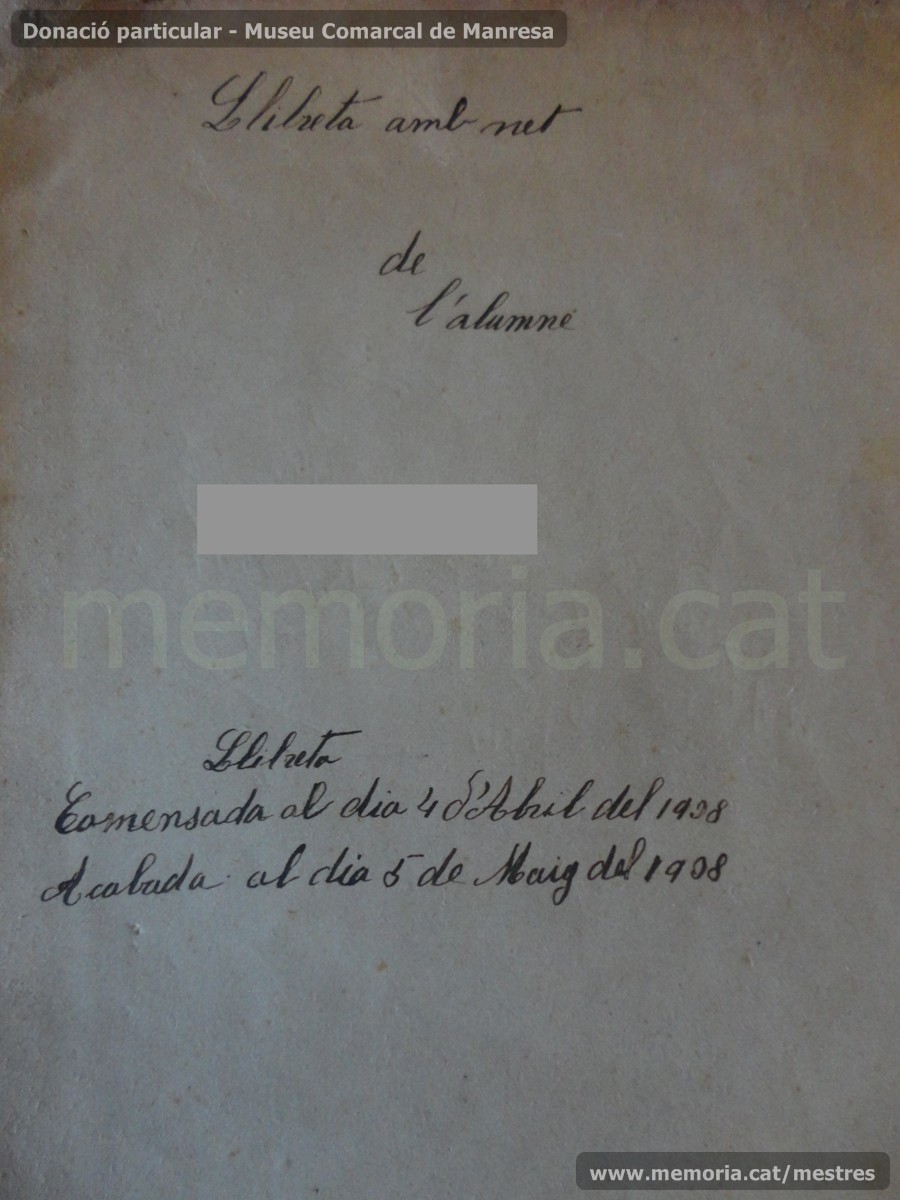 Donació particular - Museu Comarcal de Manresa
Llibreta amb net
de
l'alumne
memoria.cat
Llibreta
Comensada al dia 4 d'Abril del 1908
Acabada al dia 5 de Maig del 1908
www.memoria.cat/mestres